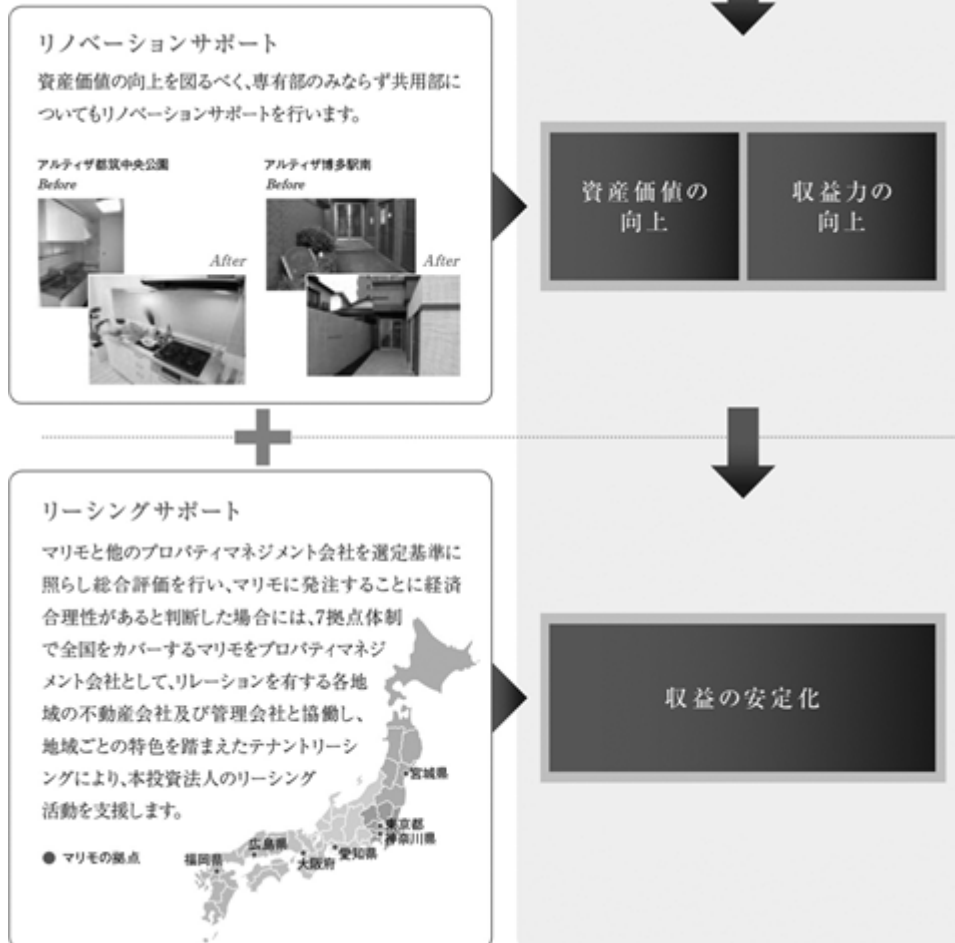 リノベーションサポート
資産価値の向上を図るべく、専有部のみならず共用部に
ついてもリノベーションサポートを行います。
アルティザ都筑中央公園
Before
After
アルティザ博多駅南
Before
After
資産価値の
向上
収益力の
向上
リーシングサポート
マリモと他のプロパティマネジメント会社を選定基準に
照らし総合評価を行い、マリモに発注することに経済
合理性があると判断した場合には、7拠点体制
で全国をカバーするマリモをプロパティマネジ
メント会社として、リレーションを有する各地
域の不動産会社及び管理会社と協働し、
地域ごとの特色を踏まえたテナントリーシ
ングにより、本投資法人のリーシング
活動を支援します。
● マリモの拠点
宮城県
東京都
神奈川県
愛知県
大阪府
広島県
福岡県
収益の安定化